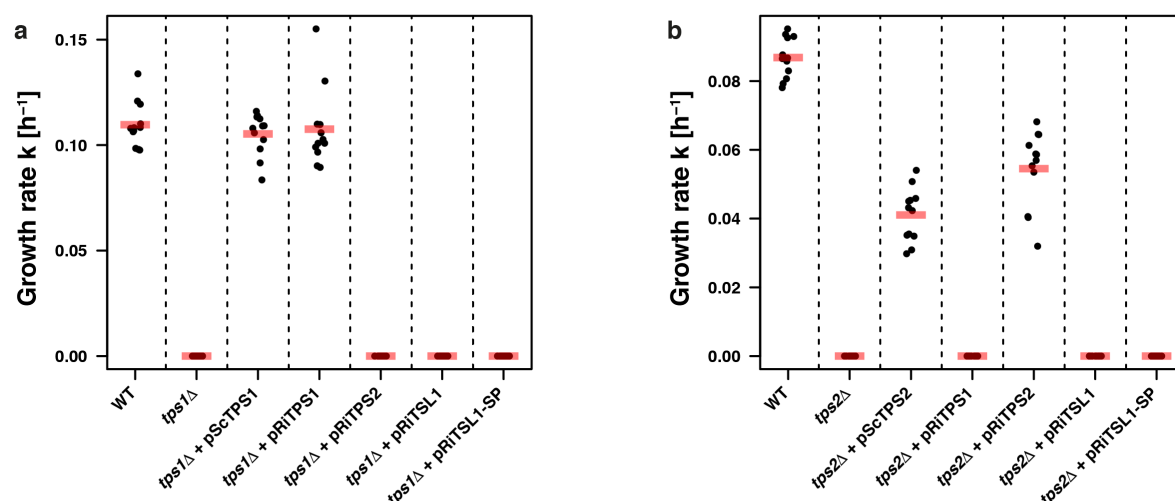 a
Growth rate k [h⁻¹]
0.15
0.10
0.05
0.00
WT
tps1Δ
tps1Δ + pScTPS1
tps1Δ + pRiTPS1
tps1Δ + pRiTPS2
tps1Δ + pRiTSL1
tps1Δ + pRiTSL1-SP
b
Growth rate k [h⁻¹]
0.08
0.06
0.04
0.02
0.00
WT
tps2Δ
tps2Δ + pScTPS2
tps2Δ + pRiTPS1
tps2Δ + pRiTPS2
tps2Δ + pRiTSL1
tps2Δ + pRiTSL1-SP